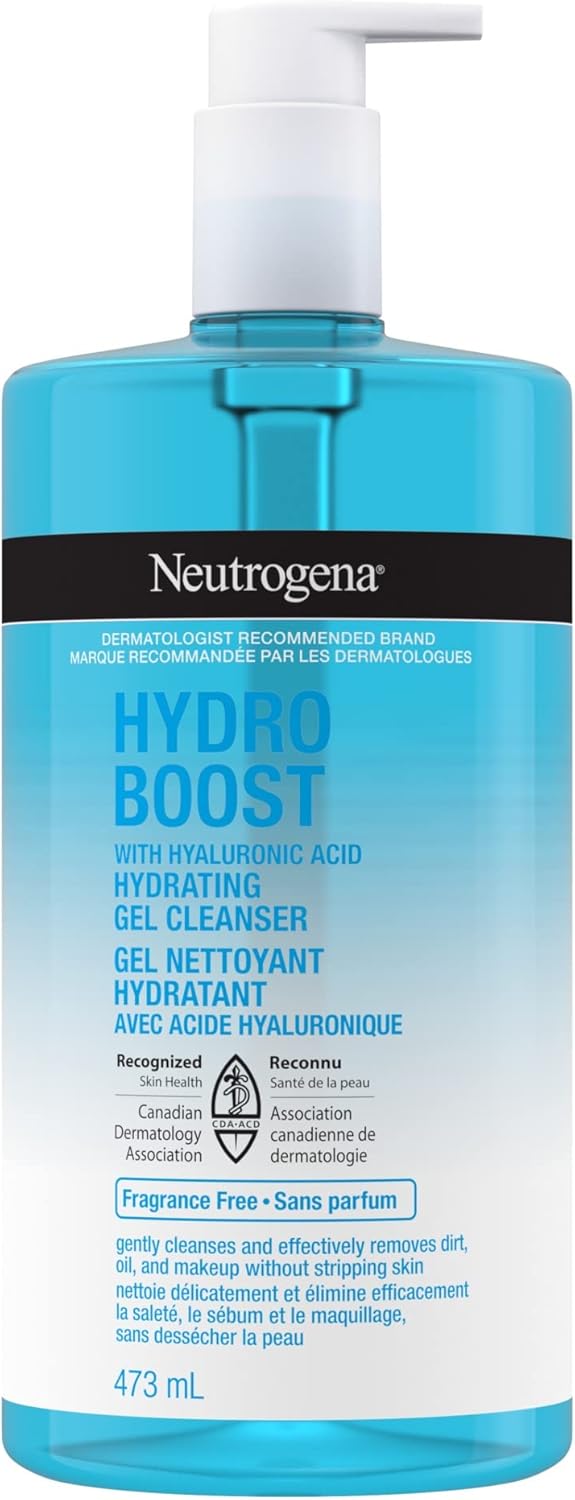 Neutrogena®
DERMATOLOGIST RECOMMENDED BRAND
MARQUE RECOMMANDÉE PAR LES DERMATOLOGUES
HYDRO
BOOST
WITH HYALURONIC ACID
HYDRATING
GEL CLEANSER
GEL NETTOYANT
HYDRATANT
AVEC ACIDE HYALURONIQUE
Recognized
Skin Health
Canadian
Dermatology
Association
CDA•ACD
Reconnu
Santé de la peau
Association
canadienne de
dermatologie
Fragrance Free • Sans parfum
gently cleanses and effectively removes dirt,
oil, and makeup without stripping skin
nettoie délicatement et élimine efficacement
la saleté, le sébum et le maquillage,
sans dessécher la peau
473 mL